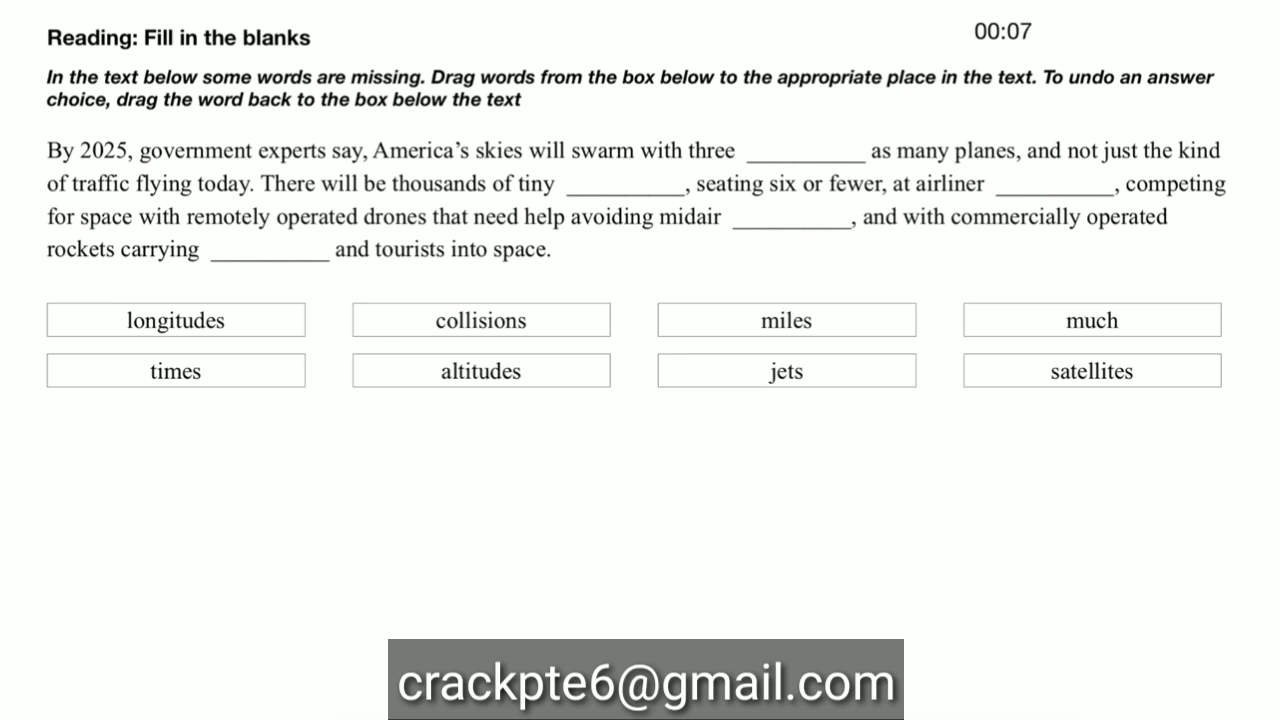 Reading: Fill in the blanks
00:07
In the text below some words are missing. Drag words from the box below to the appropriate place in the text. To undo an answer
choice, drag the word back to the box below the text
By 2025, government experts say, America's skies will swarm with three __________ as many planes, and not just the kind
of traffic flying today. There will be thousands of tiny __________, seating six or fewer, at airliner __________, competing
for space with remotely operated drones that need help avoiding midair __________, and with commercially operated
rockets carrying __________ and tourists into space.
longitudes collisions miles much
times altitudes jets satellites
crackpte6@gmail.com